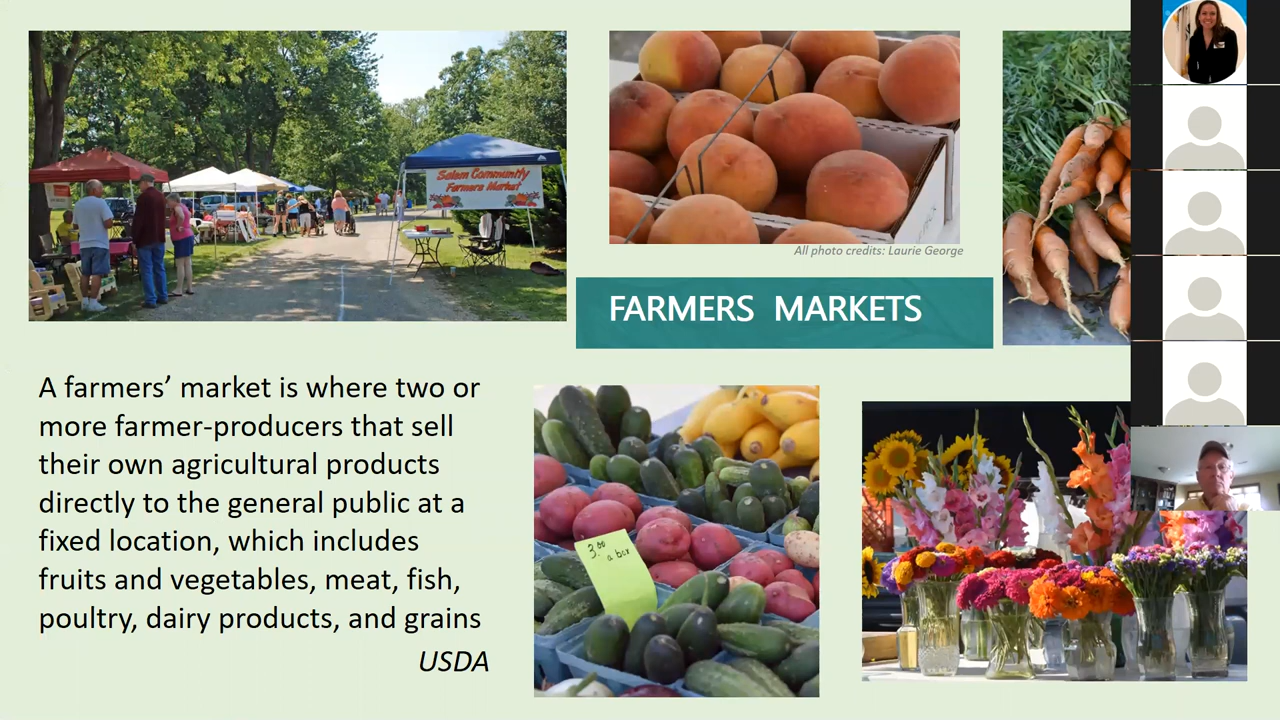 Salem Community
Farmers Market
All photo credits: Laurie George
FARMERS MARKETS
A farmers’ market is where two or
more farmer-producers that sell
their own agricultural products
directly to the general public at a
fixed location, which includes
fruits and vegetables, meat, fish,
poultry, dairy products, and grains
USDA
3.00
a box